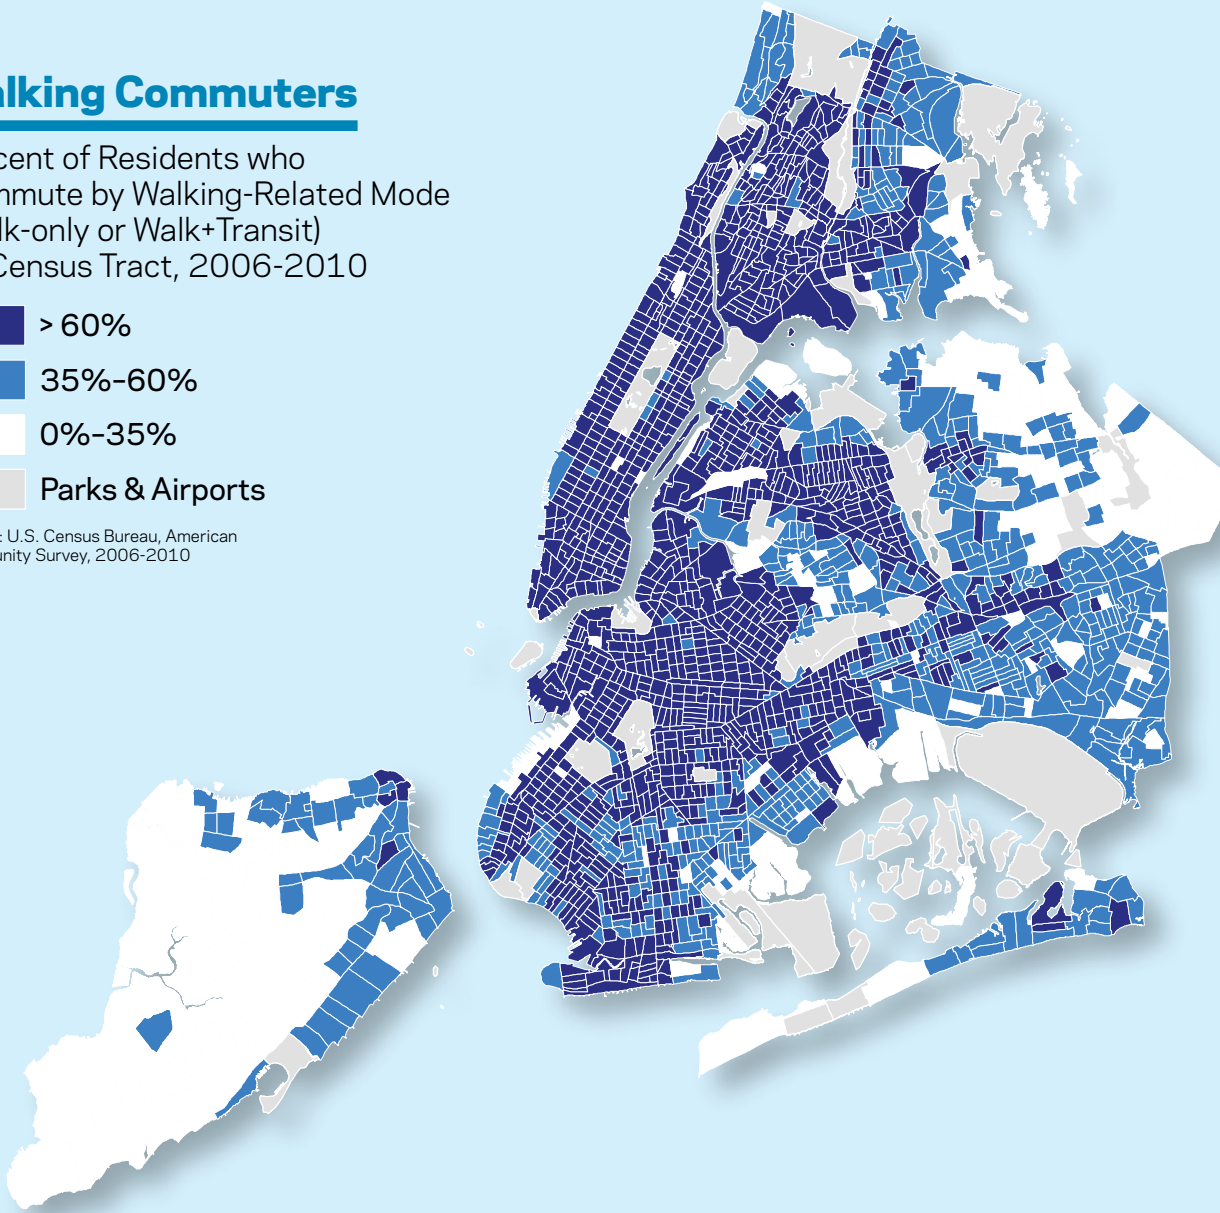 alking Commuters
cent of Residents who
mmute by Walking-Related Mode
lk-only or Walk+Transit)
Census Tract, 2006-2010
> 60%
35%-60%
0%-35%
Parks & Airports
: U.S. Census Bureau, American
unity Survey, 2006-2010